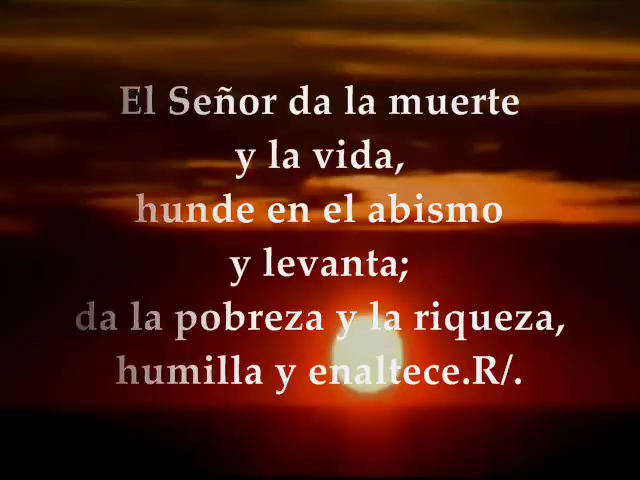 El Señor da la muerte
y la vida,
hunde en el abismo
y levanta;
da la pobreza y la riqueza,
humilla y enaltece.R/.